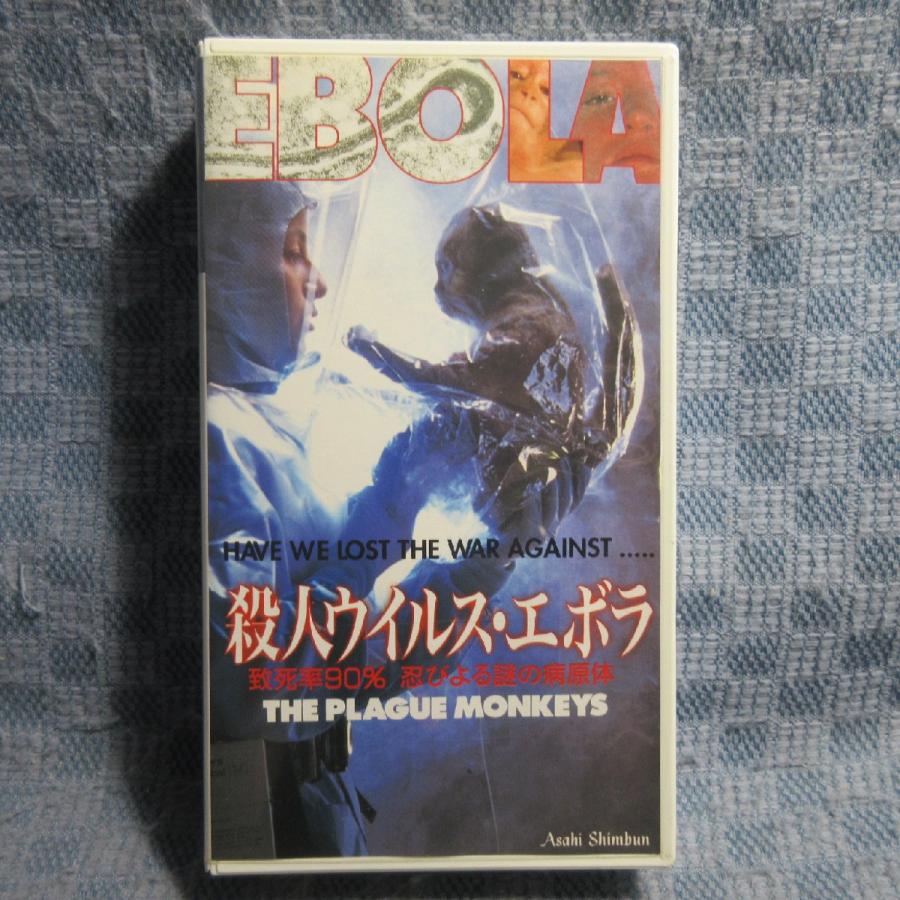 EBOLA
HAVE WE LOST THE WAR AGAINST .....
殺人ウイルス・エボラ
致死率90% 忍びよる謎の病原体
THE PLAGUE MONKEYS
Asahi Shimbun